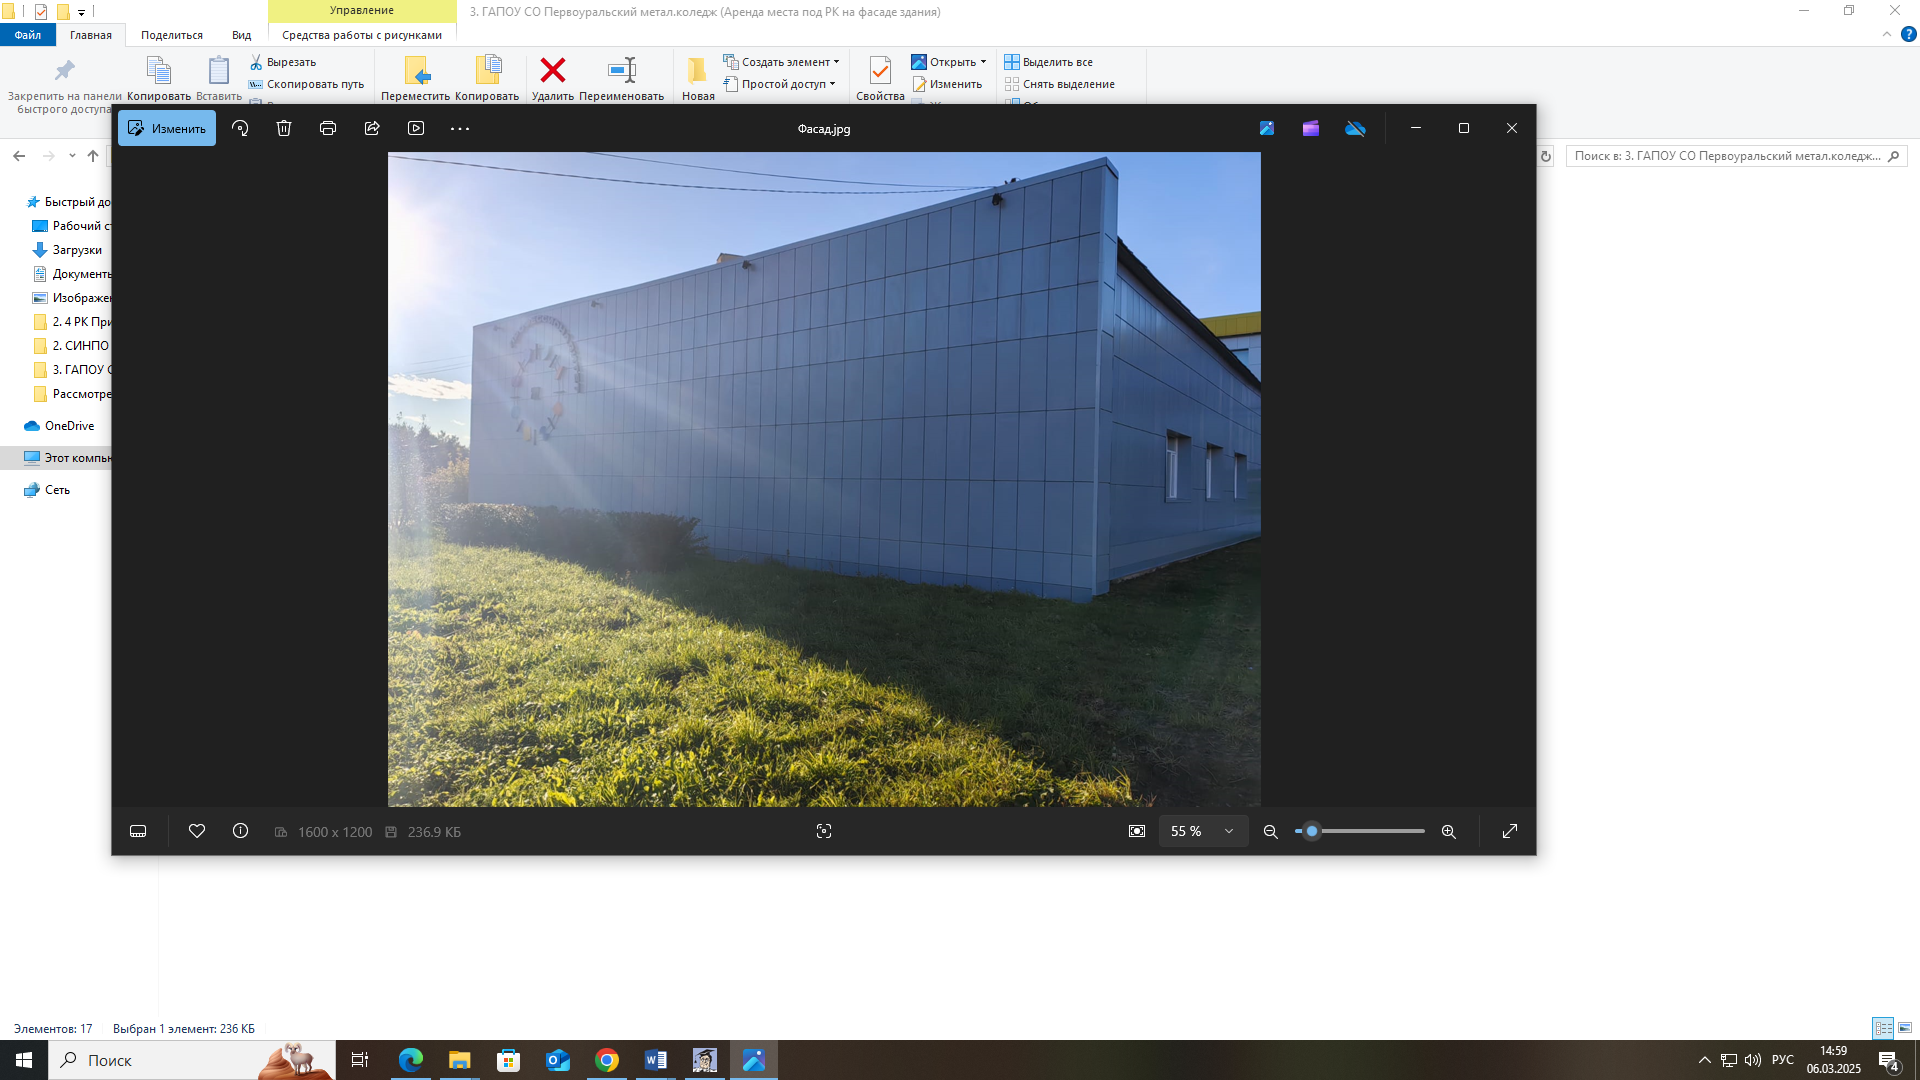 Управление
3. ГАПОУ СО Первоуральский метал.коледж (Аренда места под РК на фасаде здания)
Файл
Главная
Поделиться
Вид
Средства работы с рисунками
Закрепить на панели
быстрого доступа
Копировать
Вставить
Вырезать
Скопировать путь
Переместить
Копировать
Удалить
Переименовать
Новая
Создать элемент
Простой доступ
Свойства
Открыть
Изменить
Выделить все
Снять выделение
Изменить
Фасад.jpg
Поиск в: 3. ГАПОУ СО Первоуральский метал.коледж...
Быстрый до
Рабочий ст
Загрузки
Документы
Изображен
2. 4 РК При
2. СИНПО
3. ГАПОУ С
Рассмотре
OneDrive
Этот компь
Сеть
1600 x 1200
236.9 КБ
55 %
Элементов: 17
Выбран 1 элемент: 236 КБ
Поиск
РУС
14:59
06.03.2025
4